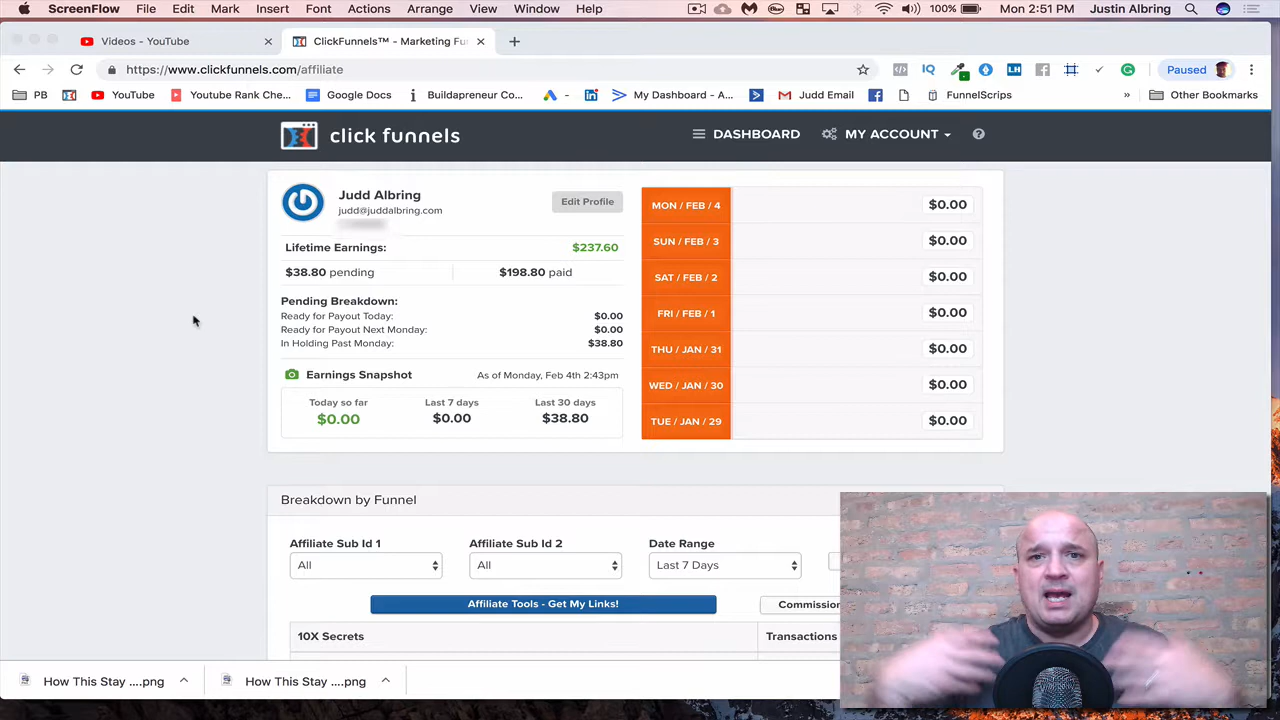 ScreenFlow File Edit Mark Insert Font Actions Arrange View Window Help 100% Mon 2:51 PM Justin Albring
Videos - YouTube ClickFunnels™ - Marketing Fu
https://www.clickfunnels.com/affiliate Paused
PB YouTube Youtube Rank Che... Google Docs Buildapreneur Co... - My Dashboard - A... Judd Email FunnelScrips » Other Bookmarks
click funnels DASHBOARD MY ACCOUNT
Judd Albring
judd@juddalbring.com
Edit Profile
Lifetime Earnings: $237.60
$38.80 pending $198.80 paid
Pending Breakdown:
Ready for Payout Today: $0.00
Ready for Payout Next Monday: $0.00
In Holding Past Monday: $38.80
Earnings Snapshot As of Monday, Feb 4th 2:43pm
Today so far Last 7 days Last 30 days
$0.00 $0.00 $38.80
MON / FEB / 4 $0.00
SUN / FEB / 3 $0.00
SAT / FEB / 2 $0.00
FRI / FEB / 1 $0.00
THU / JAN / 31 $0.00
WED / JAN / 30 $0.00
TUE / JAN / 29 $0.00
Breakdown by Funnel
Affiliate Sub Id 1 Affiliate Sub Id 2 Date Range
All All Last 7 Days
Affiliate Tools - Get My Links! Commission
10X Secrets Transactions
How This Stay ....png How This Stay ....png